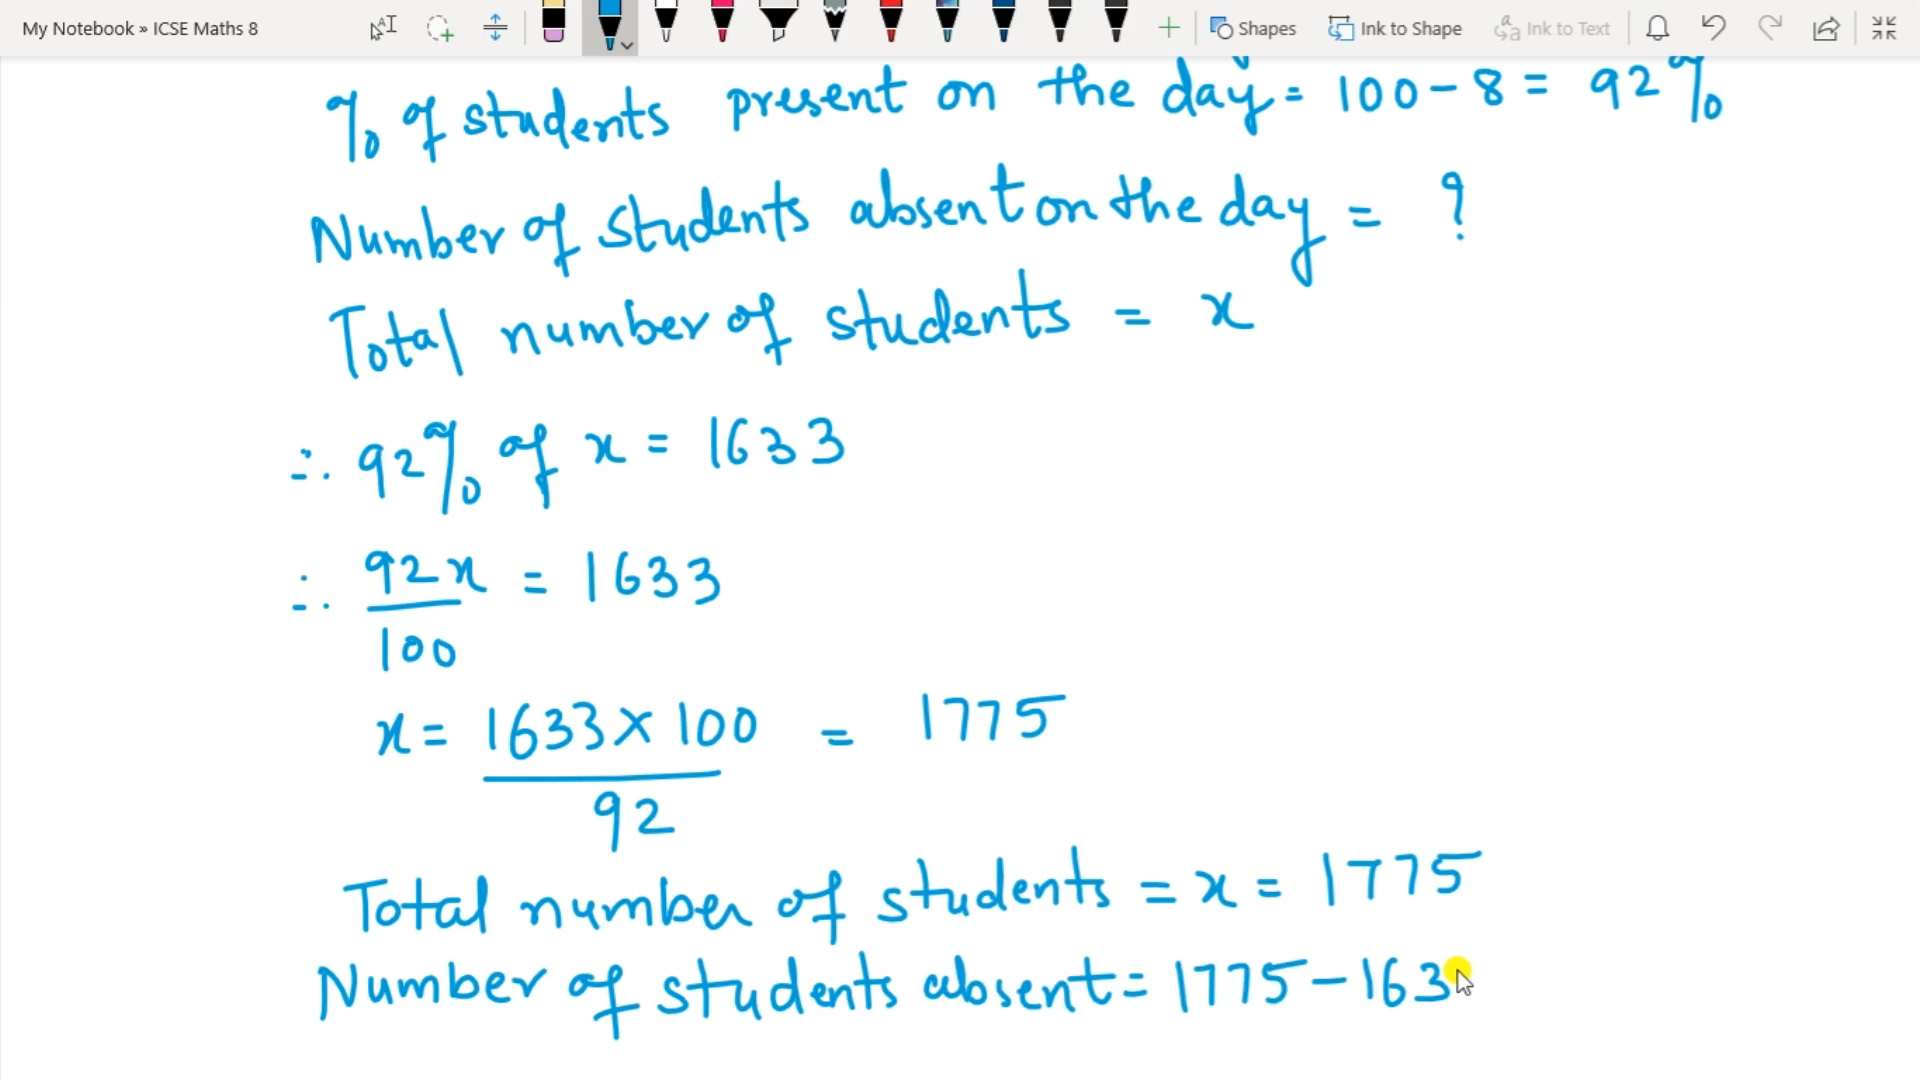 My Notebook » ICSE Maths 8 Shapes Ink to Shape Ink to Text
% of students present on the day = 100 - 8 = 92%
Number of students absent on the day = ?
Total number of students = x
∴ 92% of x = 1633
∴ 92x = 1633
100
x = 1633 × 100 = 1775
92
Total number of students = x = 1775
Number of students absent = 1775 - 163